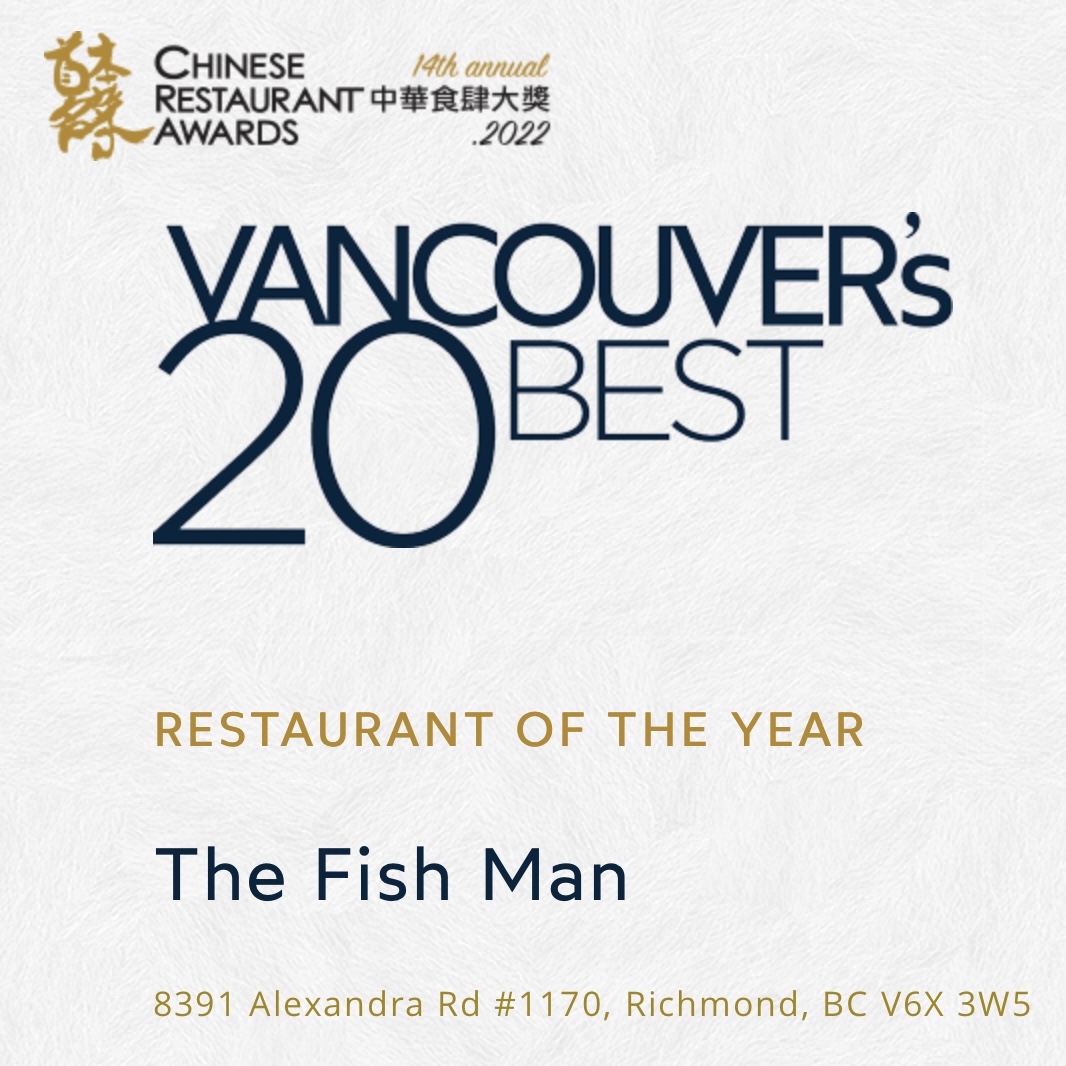 CHINESE
RESTAURANT
AWARDS
14th annual
中華食肆大獎
.2022
VANCOUVER's
20 BEST
RESTAURANT OF THE YEAR
The Fish Man
8391 Alexandra Rd #1170, Richmond, BC V6X 3W5